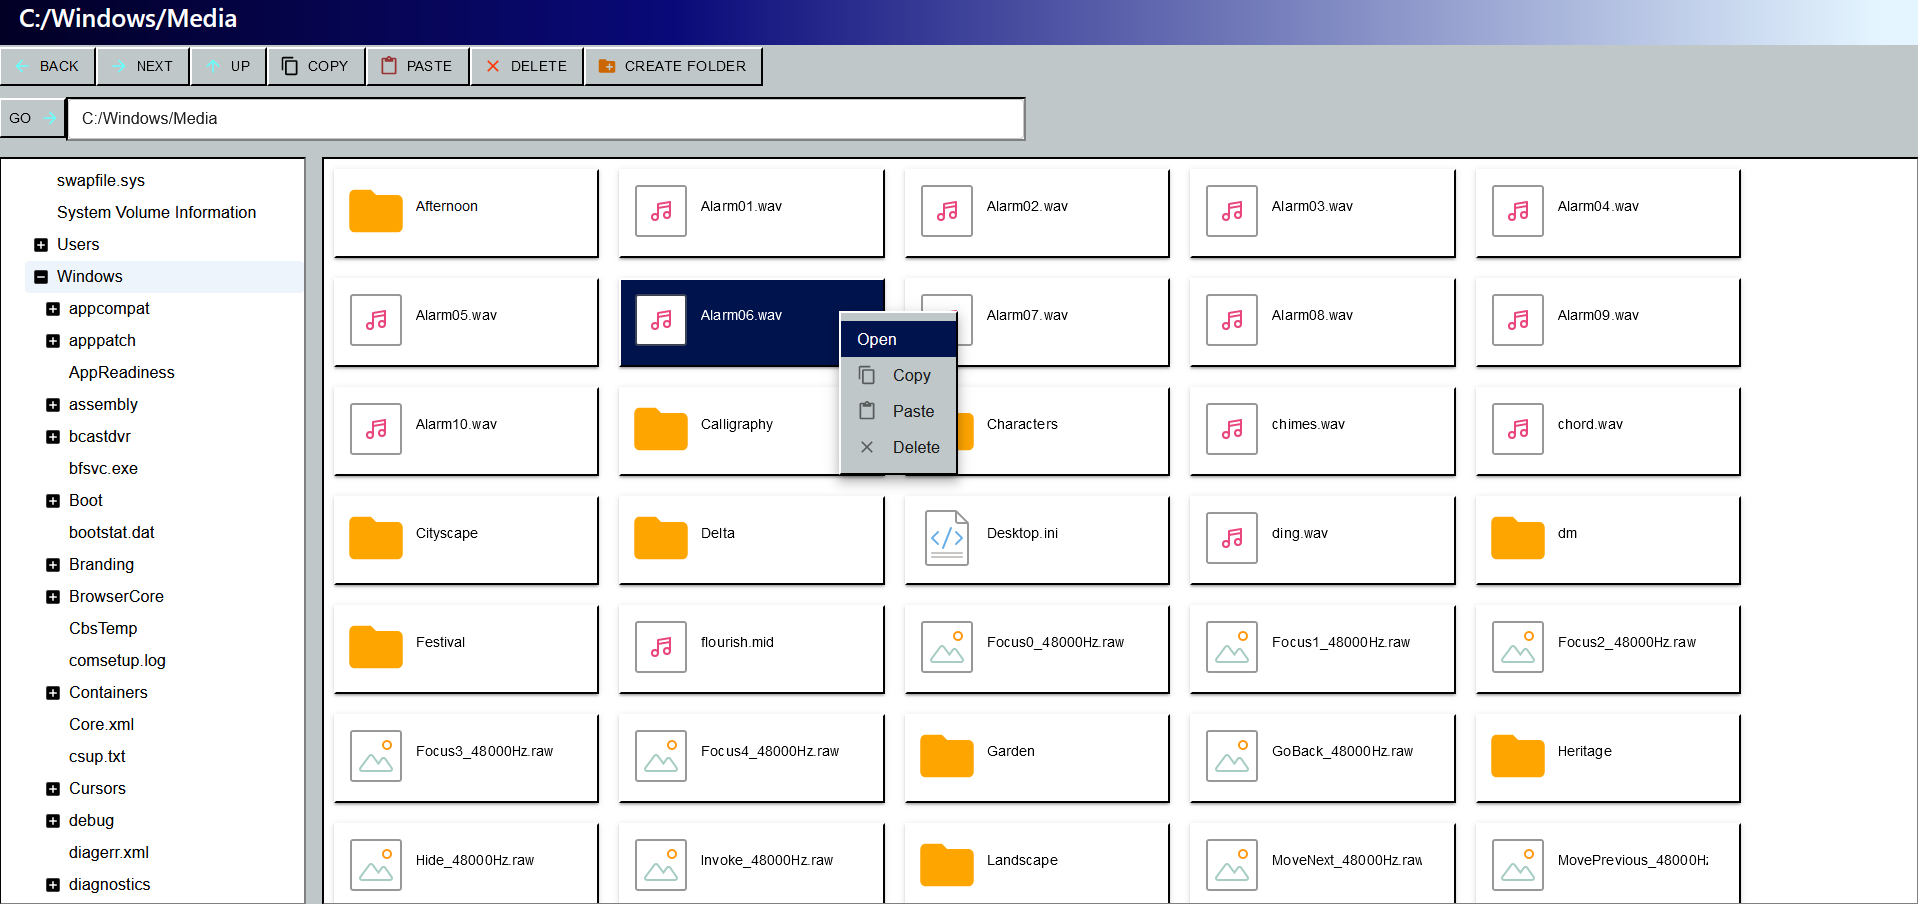 C:/Windows/Media
BACK NEXT UP COPY PASTE DELETE CREATE FOLDER
GO C:/Windows/Media
swapfile.sys
System Volume Information
Users
Windows
appcompat
apppatch
AppReadiness
assembly
bcastdvr
bfsvc.exe
Boot
bootstat.dat
Branding
BrowserCore
CbsTemp
comsetup.log
Containers
Core.xml
csup.txt
Cursors
debug
diagerr.xml
diagnostics
Afternoon Alarm01.wav Alarm02.wav Alarm03.wav Alarm04.wav
Alarm05.wav Alarm06.wav Alarm07.wav Alarm08.wav Alarm09.wav
Open
Copy
Paste
Delete
Alarm10.wav Calligraphy Characters chimes.wav chord.wav
Cityscape Delta Desktop.ini ding.wav dm
Festival flourish.mid Focus0_48000Hz.raw Focus1_48000Hz.raw Focus2_48000Hz.raw
Focus3_48000Hz.raw Focus4_48000Hz.raw Garden GoBack_48000Hz.raw Heritage
Hide_48000Hz.raw Invoke_48000Hz.raw Landscape MoveNext_48000Hz.raw MovePrevious_48000Hz